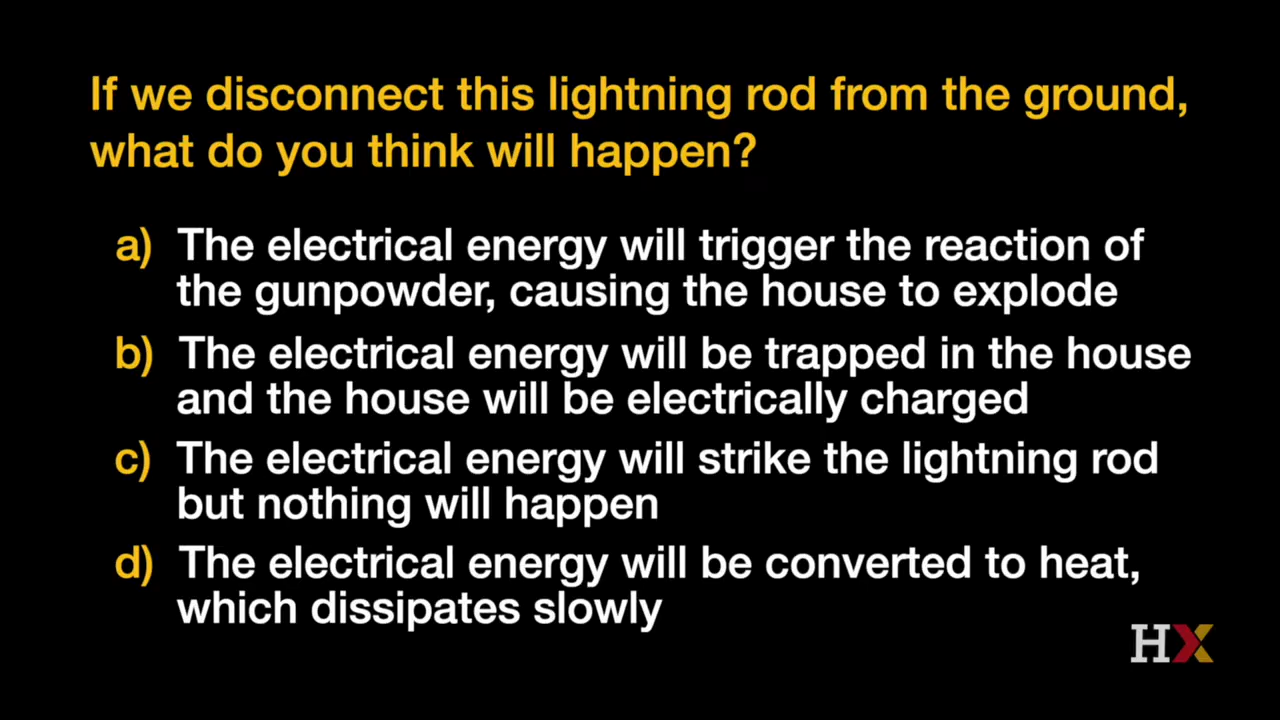 If we disconnect this lightning rod from the ground,
what do you think will happen?
a) The electrical energy will trigger the reaction of
the gunpowder, causing the house to explode
b) The electrical energy will be trapped in the house
and the house will be electrically charged
c) The electrical energy will strike the lightning rod
but nothing will happen
d) The electrical energy will be converted to heat,
which dissipates slowly
HX